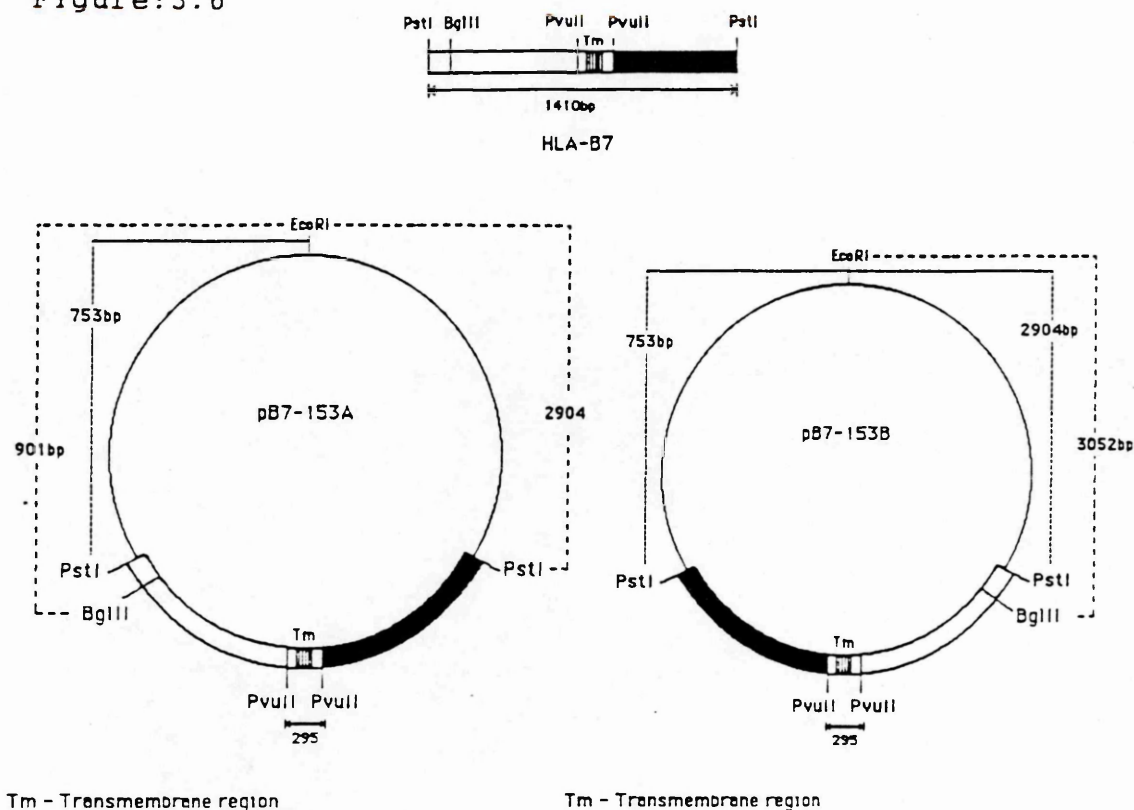 Figure:3.6
PstI BglII PvuII PvuII PstI
Tm
1410bp
HLA-B7
EcoRI
753bp
pB7-153A
2904
901bp
PstI
PstI
BglII
Tm
PvuII PvuII
295
EcoRI
753bp
2904bp
pB7-153B
3052bp
PstI
PstI
BglII
Tm
PvuII PvuII
295
Tm - Transmembrane region
Tm - Transmembrane region